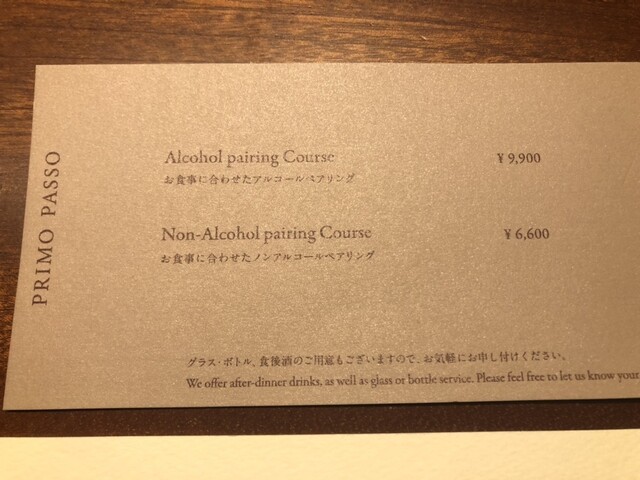 PRIMO PASSO
Alcohol pairing Course ¥ 9,900
お食事に合わせたアルコールペアリング
Non-Alcohol pairing Course ¥ 6,600
お食事に合わせたノンアルコールペアリング
グラス・ボトル、食後酒のご用意もございますので、お気軽にお申し付けください。
We offer after-dinner drinks, as well as glass or bottle service. Please feel free to let us know your